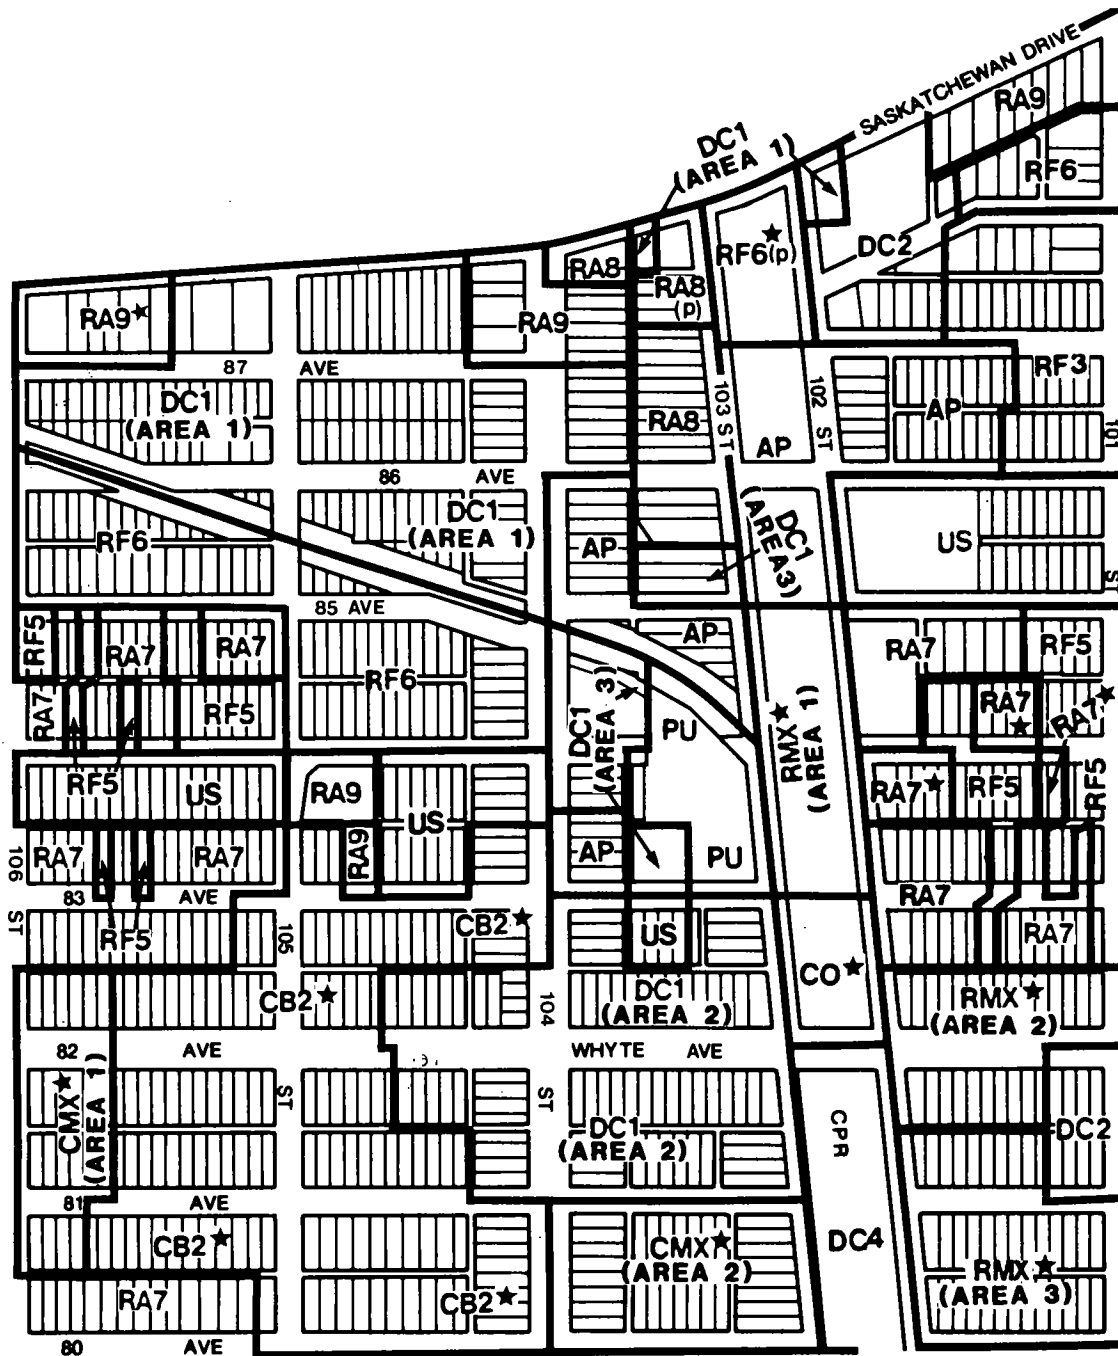 SASKATCHEWAN DRIVE
RA9
DC1
(AREA 1)
RF6
RF6★(p)
DC2
RA8
RA8
(p)
RA9★
RA9
87 AVE
RF3
DC1
(AREA 1)
103 ST
102 ST
RA8
AP
AP
101 ST
86 AVE
DC1
(AREA 1)
DC1
(AREA 3)
RF6
AP
US
85 AVE
RF5
RA7
RA7
AP
RA7
RF5
RF6
RA7
RF5
DC1
(AREA 3)
PU
RMX★
(AREA 1)
RA7
★
RA7★
RF5
US
RA9
US
RA7★
RF5
RF5
RA7
RA7
RA9
AP
PU
106 ST
83 AVE
RA7
RF5
105 ST
CB2★
US
RA7
CB2★
104 ST
DC1
(AREA 2)
CO★
RMX★
(AREA 2)
82 AVE
WHYTE AVE
CMX★
(AREA 1)
DC1
(AREA 2)
CPR
DC2
81 AVE
CB2★
CMX★
(AREA 2)
DC4
RMX★
(AREA 3)
RA7
CB2★
80 AVE